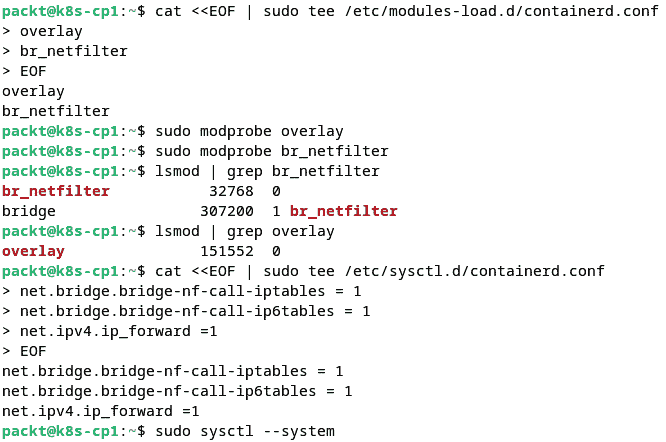 packt@k8s-cp1:~$ cat <<EOF | sudo tee /etc/modules-load.d/containerd.conf
> overlay
> br_netfilter
> EOF
overlay
br_netfilter
packt@k8s-cp1:~$ sudo modprobe overlay
packt@k8s-cp1:~$ sudo modprobe br_netfilter
packt@k8s-cp1:~$ lsmod | grep br_netfilter
br_netfilter           32768  0
bridge                307200  1 br_netfilter
packt@k8s-cp1:~$ lsmod | grep overlay
overlay               151552  0
packt@k8s-cp1:~$ cat <<EOF | sudo tee /etc/sysctl.d/containerd.conf
> net.bridge.bridge-nf-call-iptables = 1
> net.bridge.bridge-nf-call-ip6tables = 1
> net.ipv4.ip_forward =1
> EOF
net.bridge.bridge-nf-call-iptables = 1
net.bridge.bridge-nf-call-ip6tables = 1
net.ipv4.ip_forward =1
packt@k8s-cp1:~$ sudo sysctl --system